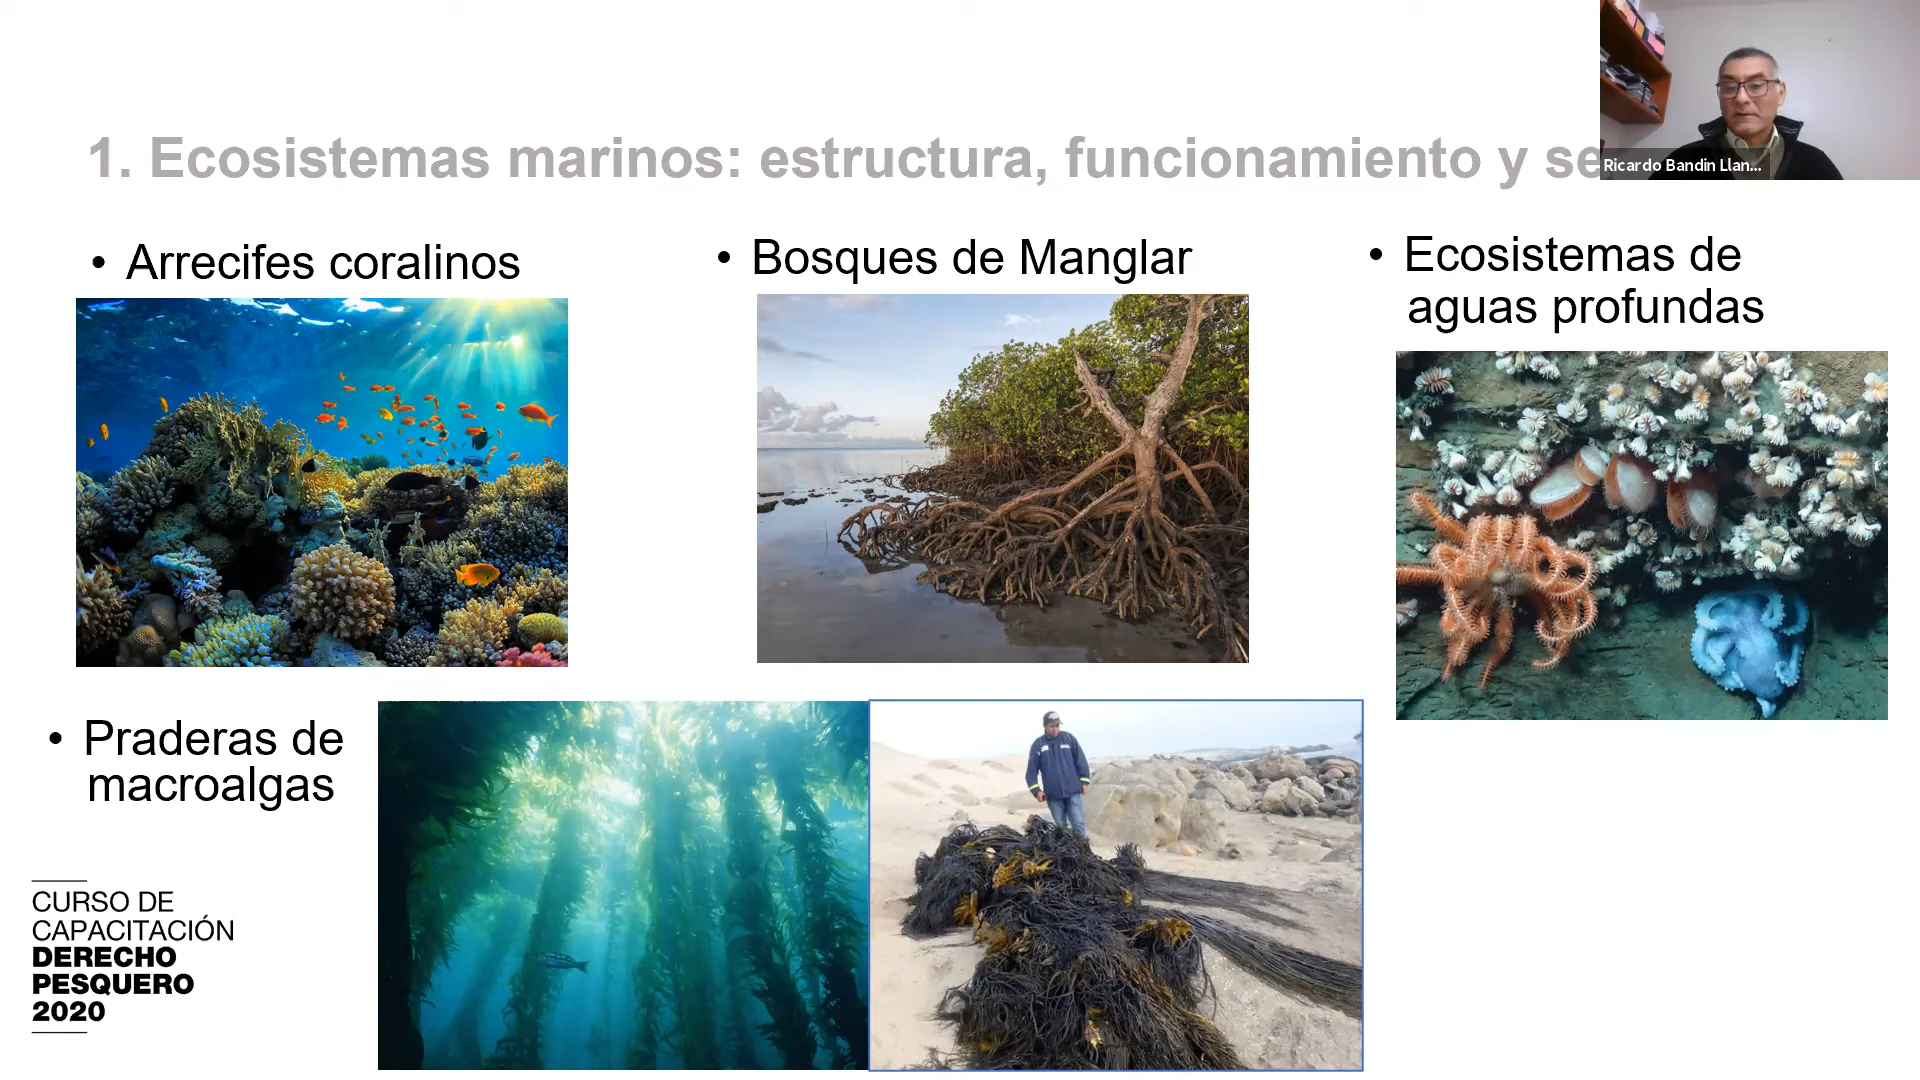 1. Ecosistemas marinos: estructura, funcionamiento y se
Ricardo Bandin Llan...
• Arrecifes coralinos
• Bosques de Manglar
• Ecosistemas de
aguas profundas
• Praderas de
macroalgas
CURSO DE
CAPACITACIÓN
DERECHO
PESQUERO
2020